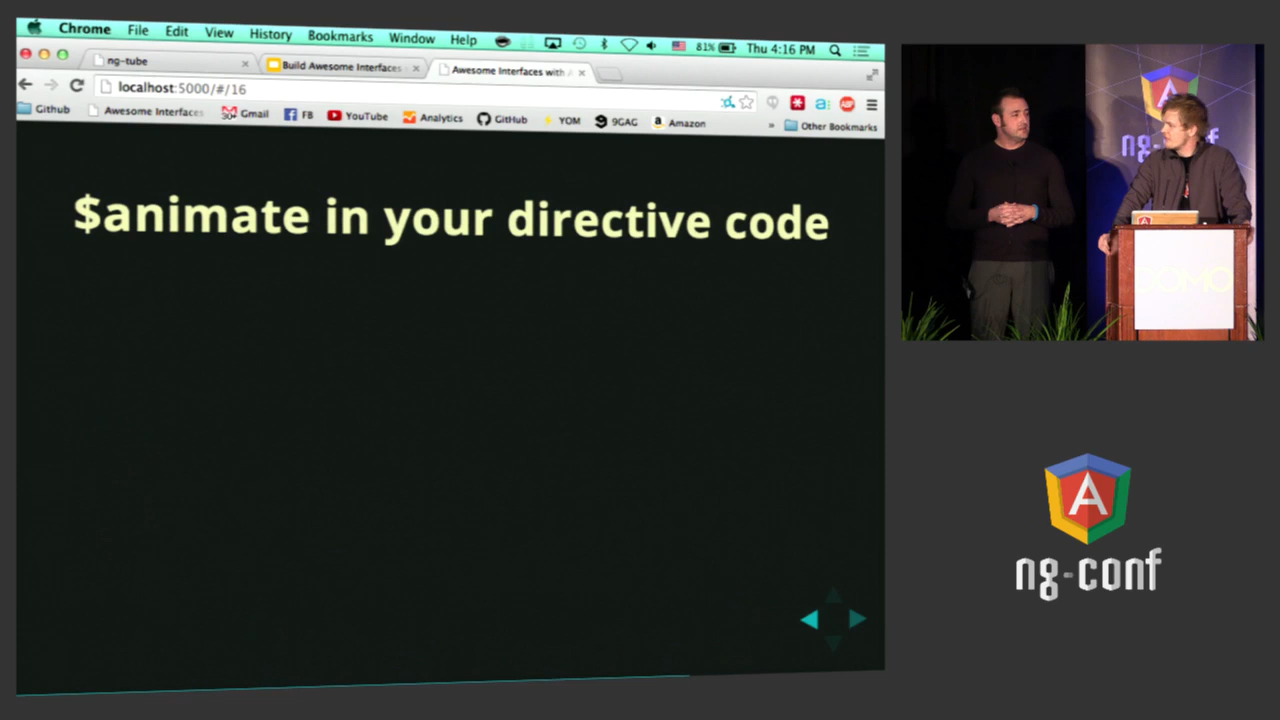 Chrome File Edit View History Bookmarks Window Help 81% Thu 4:16 PM
ng-tube Build Awesome Interfaces Awesome Interfaces with
localhost:5000/#/16
Github Awesome Interfaces Gmail FB YouTube Analytics GitHub YOM 9GAG Amazon » Other Bookmarks
$animate in your directive code
ng-conf
DOMO
A
ng-conf